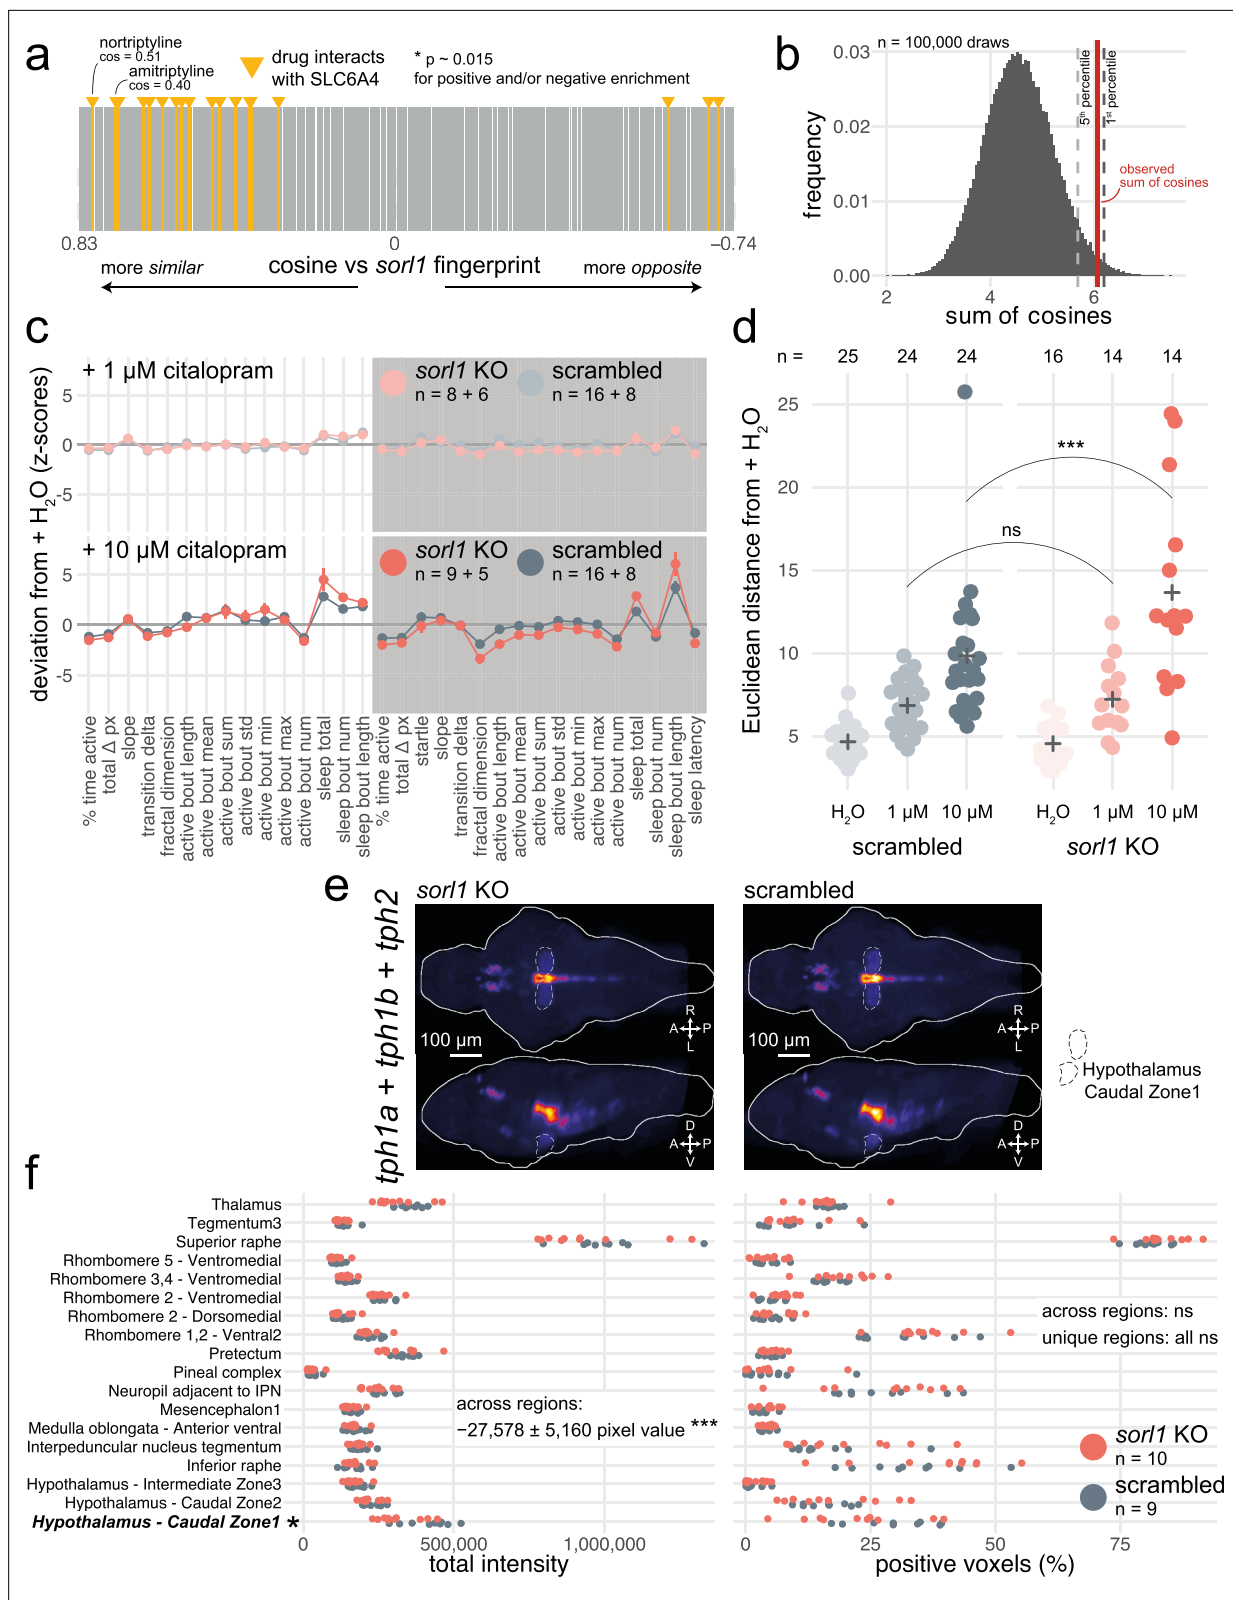 a
nortriptyline
cos = 0.51
amitriptyline
cos = 0.40
drug interacts
with SLC6A4
* p ~ 0.015
for positive and/or negative enrichment
0.83
0
−0.74
more similar
cosine vs sorl1 fingerprint
more opposite
b
n = 100,000 draws
frequency
0.03
0.02
0.01
0.00
5th percentile
1st percentile
observed
sum of cosines
2
4
6
sum of cosines
c
deviation from + H2O (z-scores)
+ 1 µM citalopram
sorl1 KO
n = 8 + 6
scrambled
n = 16 + 8
5
0
-5
+ 10 µM citalopram
sorl1 KO
n = 9 + 5
scrambled
n = 16 + 8
5
0
-5
% time active
total Δ px
slope
transition delta
fractal dimension
active bout length
active bout mean
active bout sum
active bout std
active bout min
active bout max
active bout num
sleep total
sleep bout num
sleep bout length
% time active
total Δ px
startle
slope
transition delta
fractal dimension
active bout length
active bout mean
active bout sum
active bout std
active bout min
active bout max
active bout num
sleep total
sleep bout num
sleep bout length
sleep latency
d
n =
25
24
24
16
14
14
Euclidean distance from + H2O
25
20
15
10
5
***
ns
H2O
1 µM
10 µM
H2O
1 µM
10 µM
scrambled
sorl1 KO
e
tph1a + tph1b + tph2
sorl1 KO
scrambled
R
A
P
L
100 µm
D
A
P
V
R
A
P
L
100 µm
D
A
P
V
Hypothalamus
Caudal Zone1
f
Thalamus
Tegmentum3
Superior raphe
Rhombomere 5 - Ventromedial
Rhombomere 3,4 - Ventromedial
Rhombomere 2 - Ventromedial
Rhombomere 2 - Dorsomedial
Rhombomere 1,2 - Ventral2
Pretectum
Pineal complex
Neuropil adjacent to IPN
Mesencephalon1
Medulla oblongata - Anterior ventral
Interpeduncular nucleus tegmentum
Inferior raphe
Hypothalamus - Intermediate Zone3
Hypothalamus - Caudal Zone2
Hypothalamus - Caudal Zone1 *
across regions:
−27,578 ± 5,160 pixel value ***
0
500,000
1,000,000
total intensity
across regions: ns
unique regions: all ns
sorl1 KO
n = 10
scrambled
n = 9
0
25
50
75
positive voxels (%)